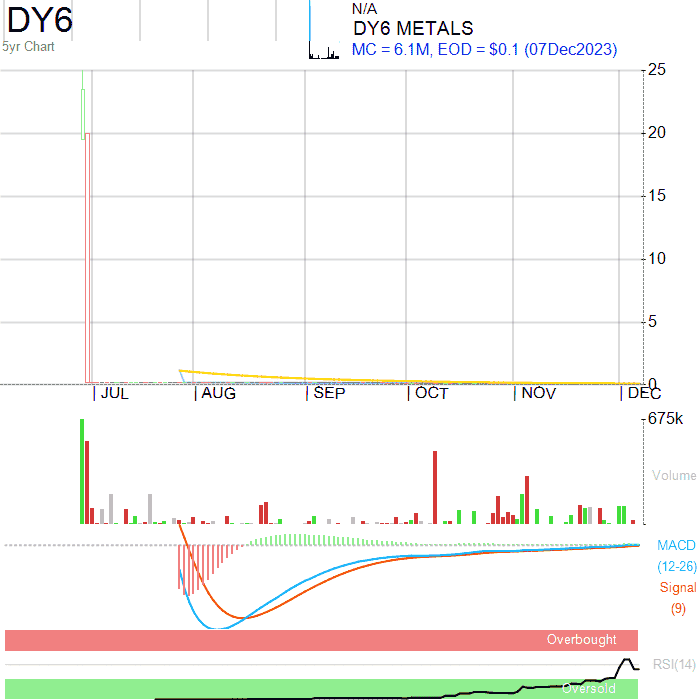 DY6
5yr Chart
N/A
DY6 METALS
MC = 6.1M, EOD = $0.1 (07Dec2023)
25
20
15
10
5
0
JUL AUG SEP OCT NOV DEC
675k
Volume
MACD
(12-26)
Signal
(9)
Overbought
RSI(14)
Oversold